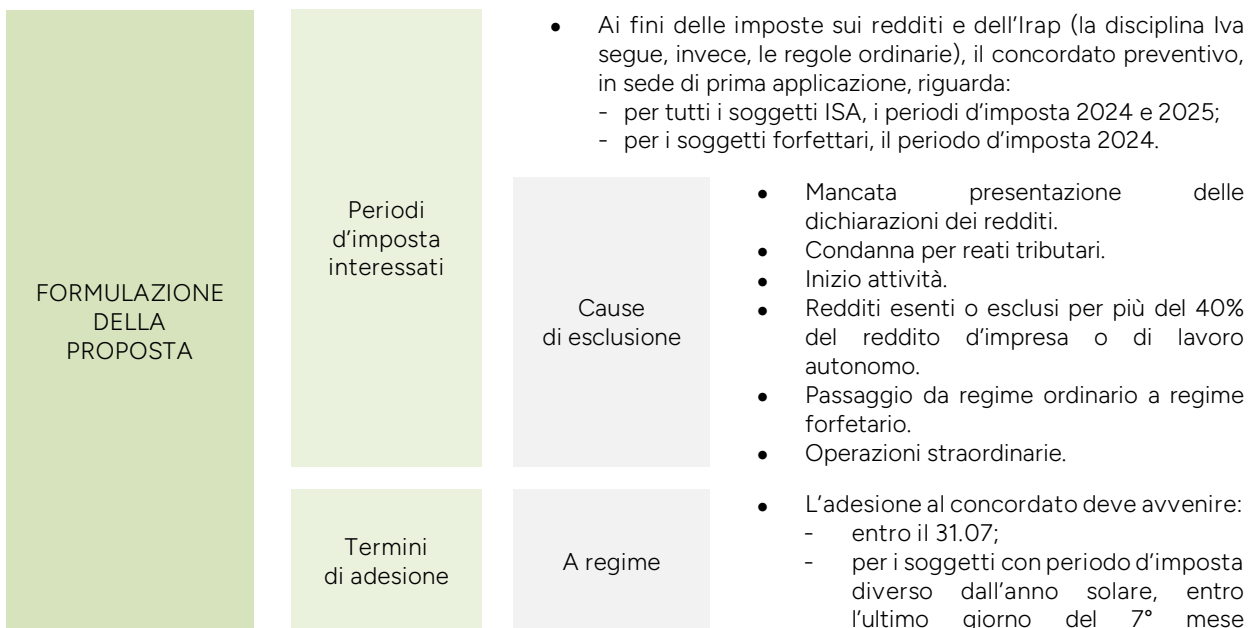 FORMULAZIONE
DELLA
PROPOSTA
Periodi
d’imposta
interessati
● Ai fini delle imposte sui redditi e dell’Irap (la disciplina Iva
segue, invece, le regole ordinarie), il concordato preventivo,
in sede di prima applicazione, riguarda:
- per tutti i soggetti ISA, i periodi d’imposta 2024 e 2025;
- per i soggetti forfettari, il periodo d’imposta 2024.
Cause
di esclusione
● Mancata presentazione delle
dichiarazioni dei redditi.
● Condanna per reati tributari.
● Inizio attività.
● Redditi esenti o esclusi per più del 40%
del reddito d’impresa o di lavoro
autonomo.
● Passaggio da regime ordinario a regime
forfetario.
● Operazioni straordinarie.
Termini
di adesione
A regime
● L’adesione al concordato deve avvenire:
- entro il 31.07;
- per i soggetti con periodo d’imposta
diverso dall’anno solare, entro
l’ultimo giorno del 7° mese